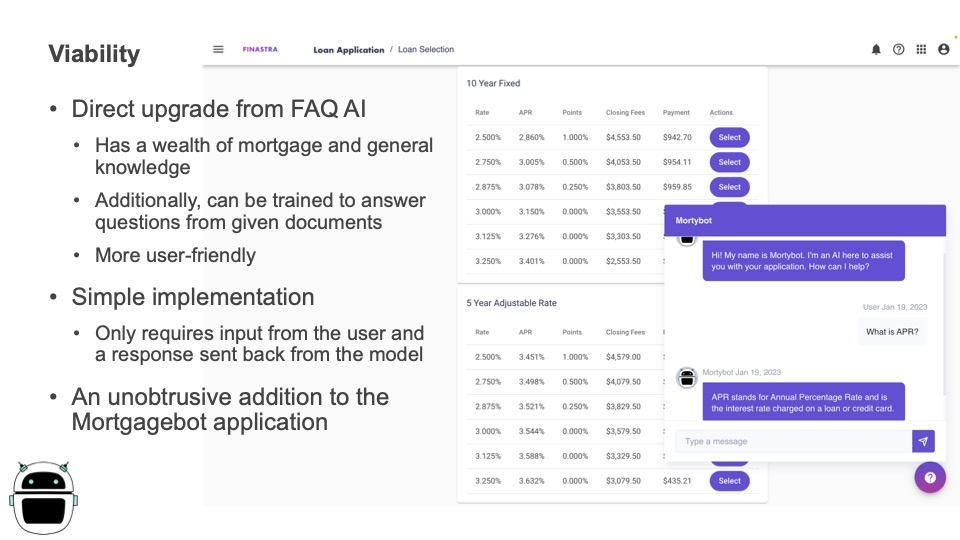 Viability
• Direct upgrade from FAQ AI
• Has a wealth of mortgage and general
knowledge
• Additionally, can be trained to answer
questions from given documents
• More user-friendly
• Simple implementation
• Only requires input from the user and
a response sent back from the model
• An unobtrusive addition to the
Mortgagebot application
FINASTRA
Loan Application / Loan Selection
10 Year Fixed
Rate APR Points Closing Fees Payment Actions
2.500% 2.860% 1.000% $4,553.50 $942.70 Select
2.750% 3.005% 0.500% $4,053.50 $954.11 Select
2.875% 3.078% 0.250% $3,803.50 $959.85 Select
3.000% 3.150% 0.000% $3,553.50
3.125% 3.276% 0.000% $3,303.50
3.250% 3.401% 0.000% $2,553.50
5 Year Adjustable Rate
Rate APR Points Closing Fees
2.500% 3.451% 1.000% $4,579.00
2.750% 3.498% 0.500% $4,079.50
2.875% 3.521% 0.250% $3,829.50
3.000% 3.544% 0.000% $3,579.50
3.125% 3.588% 0.000% $3,329.50
3.250% 3.632% 0.000% $3,079.50 $435.21 Select
Mortybot
Hi! My name is Mortybot. I'm an AI here to assist
you with your application. How can I help?
User Jan 19, 2023
What is APR?
Mortybot Jan 19, 2023
APR stands for Annual Percentage Rate and is
the interest rate charged on a loan or credit card.
Type a message